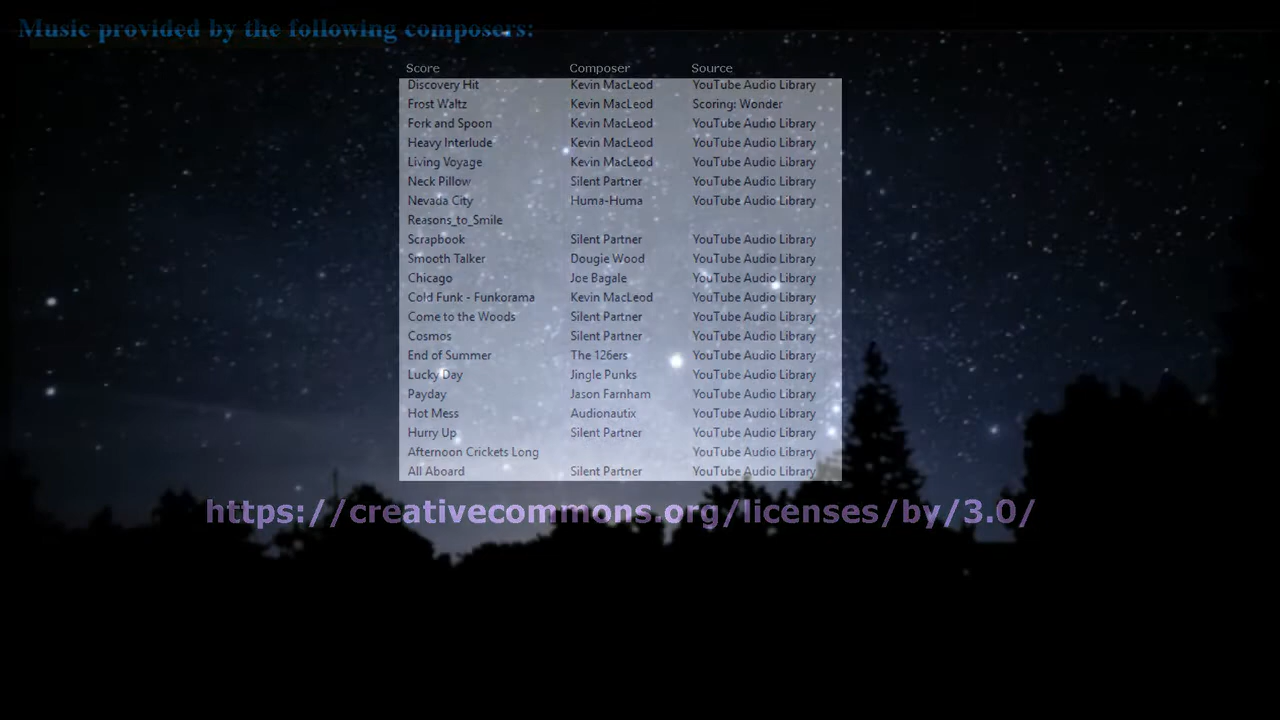 Music provided by the following composers:
Score Composer Source
Discovery Hit Kevin MacLeod YouTube Audio Library
Frost Waltz Kevin MacLeod Scoring: Wonder
Fork and Spoon Kevin MacLeod YouTube Audio Library
Heavy Interlude Kevin MacLeod YouTube Audio Library
Living Voyage Kevin MacLeod YouTube Audio Library
Neck Pillow Silent Partner YouTube Audio Library
Nevada City Huma-Huma YouTube Audio Library
Reasons_to_Smile
Scrapbook Silent Partner YouTube Audio Library
Smooth Talker Dougie Wood YouTube Audio Library
Chicago Joe Bagale YouTube Audio Library
Cold Funk - Funkorama Kevin MacLeod YouTube Audio Library
Come to the Woods Silent Partner YouTube Audio Library
Cosmos Silent Partner YouTube Audio Library
End of Summer The 126ers YouTube Audio Library
Lucky Day Jingle Punks YouTube Audio Library
Payday Jason Farnham YouTube Audio Library
Hot Mess Audionautix YouTube Audio Library
Hurry Up Silent Partner YouTube Audio Library
Afternoon Crickets Long YouTube Audio Library
All Aboard Silent Partner YouTube Audio Library
https://creativecommons.org/licenses/by/3.0/